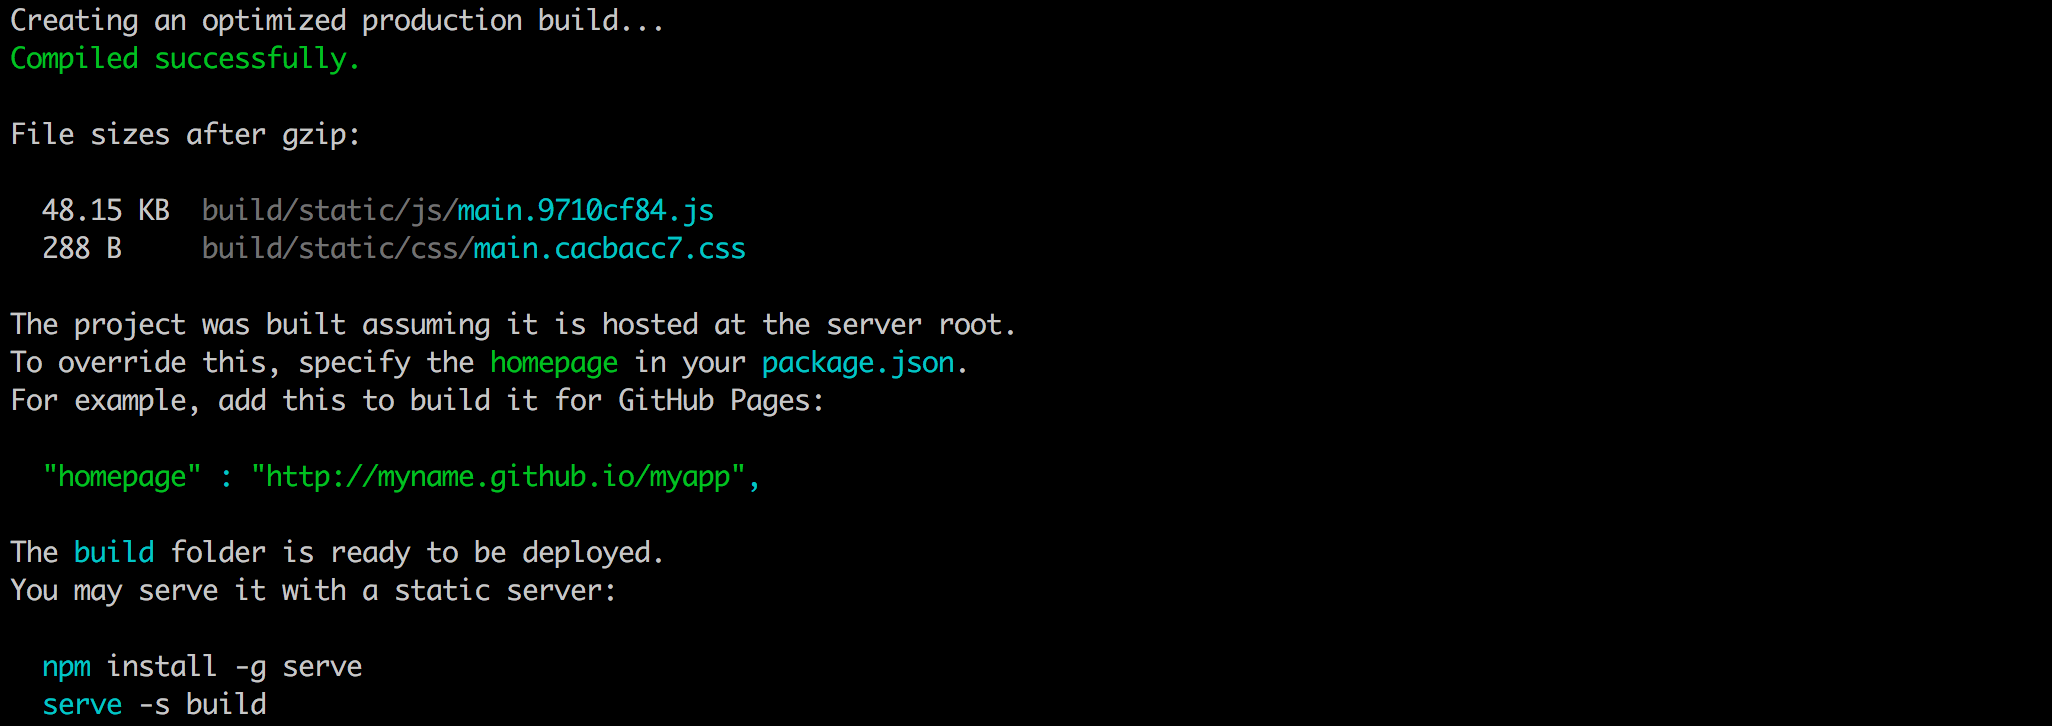 Creating an optimized production build...
Compiled successfully.
File sizes after gzip:
48.15 KB  build/static/js/main.9710cf84.js
288 B     build/static/css/main.cacbacc7.css
The project was built assuming it is hosted at the server root.
To override this, specify the homepage in your package.json.
For example, add this to build it for GitHub Pages:
"homepage" : "http://myname.github.io/myapp",
The build folder is ready to be deployed.
You may serve it with a static server:
npm install -g serve
serve -s build